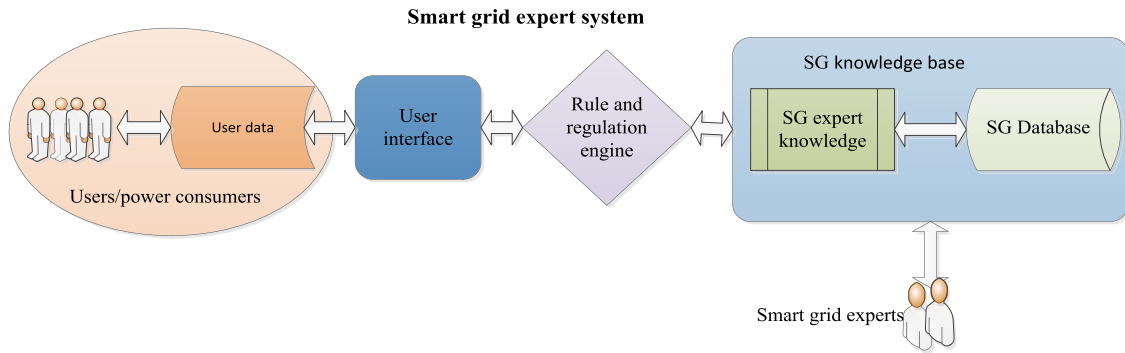 Smart grid expert system
User data
Users/power consumers
User
interface
Rule and
regulation
engine
SG knowledge base
SG expert
knowledge
SG Database
Smart grid experts